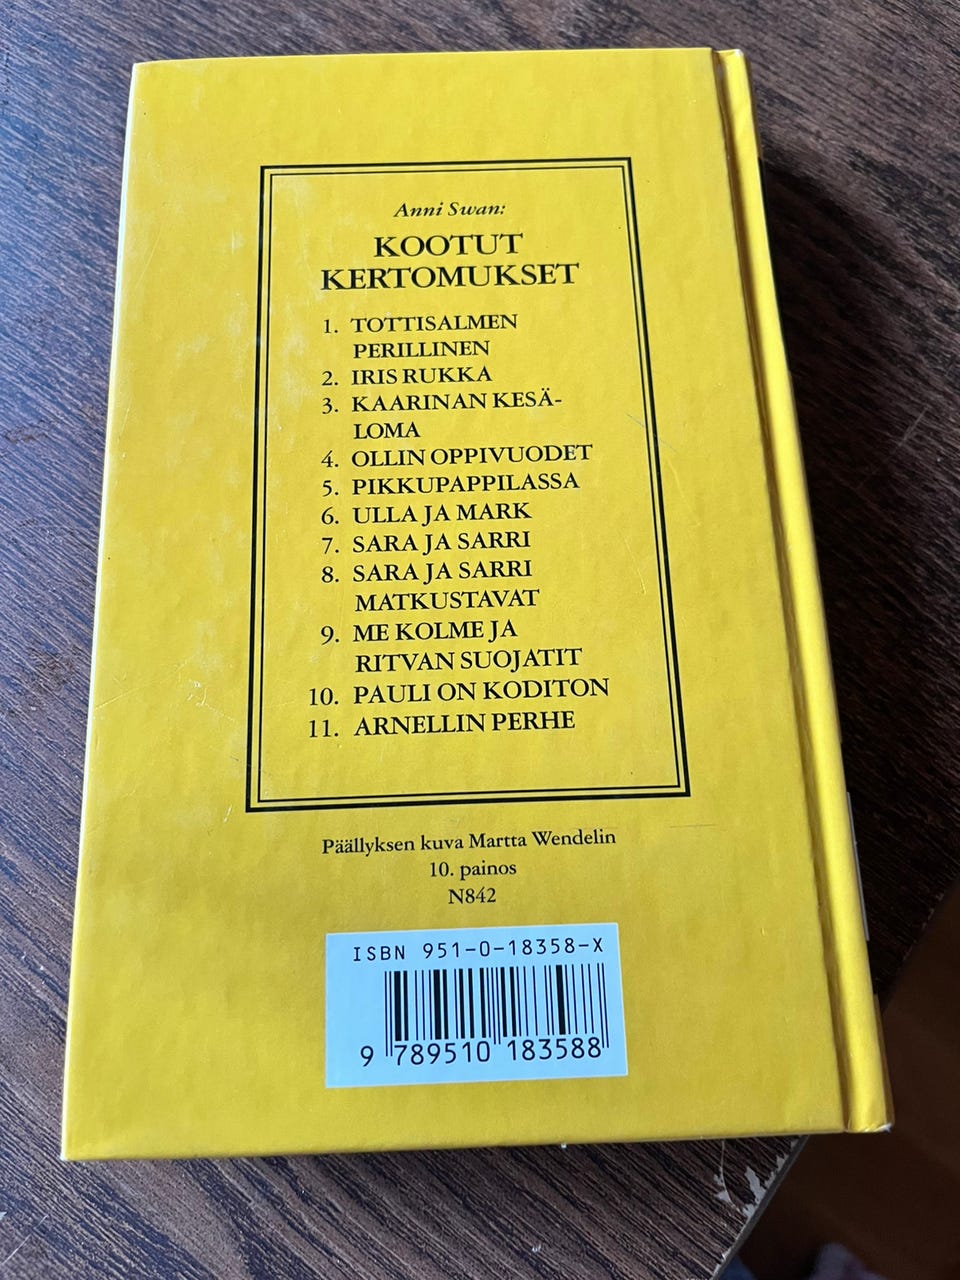 Anni Swan:
KOOTUT
KERTOMUKSET
1. TOTTISALMEN
PERILLINEN
2. IRIS RUKKA
3. KAARINAN KESÄ-
LOMA
4. OLLIN OPPIVUODET
5. PIKKUPAPPILASSA
6. ULLA JA MARK
7. SARA JA SARRI
8. SARA JA SARRI
MATKUSTAVAT
9. ME KOLME JA
RITVAN SUOJATIT
10. PAULI ON KODITON
11. ARNELLIN PERHE
Päällyksen kuva Martta Wendelin
10. painos
N842
ISBN 951-0-18358-X
9 789510 183588